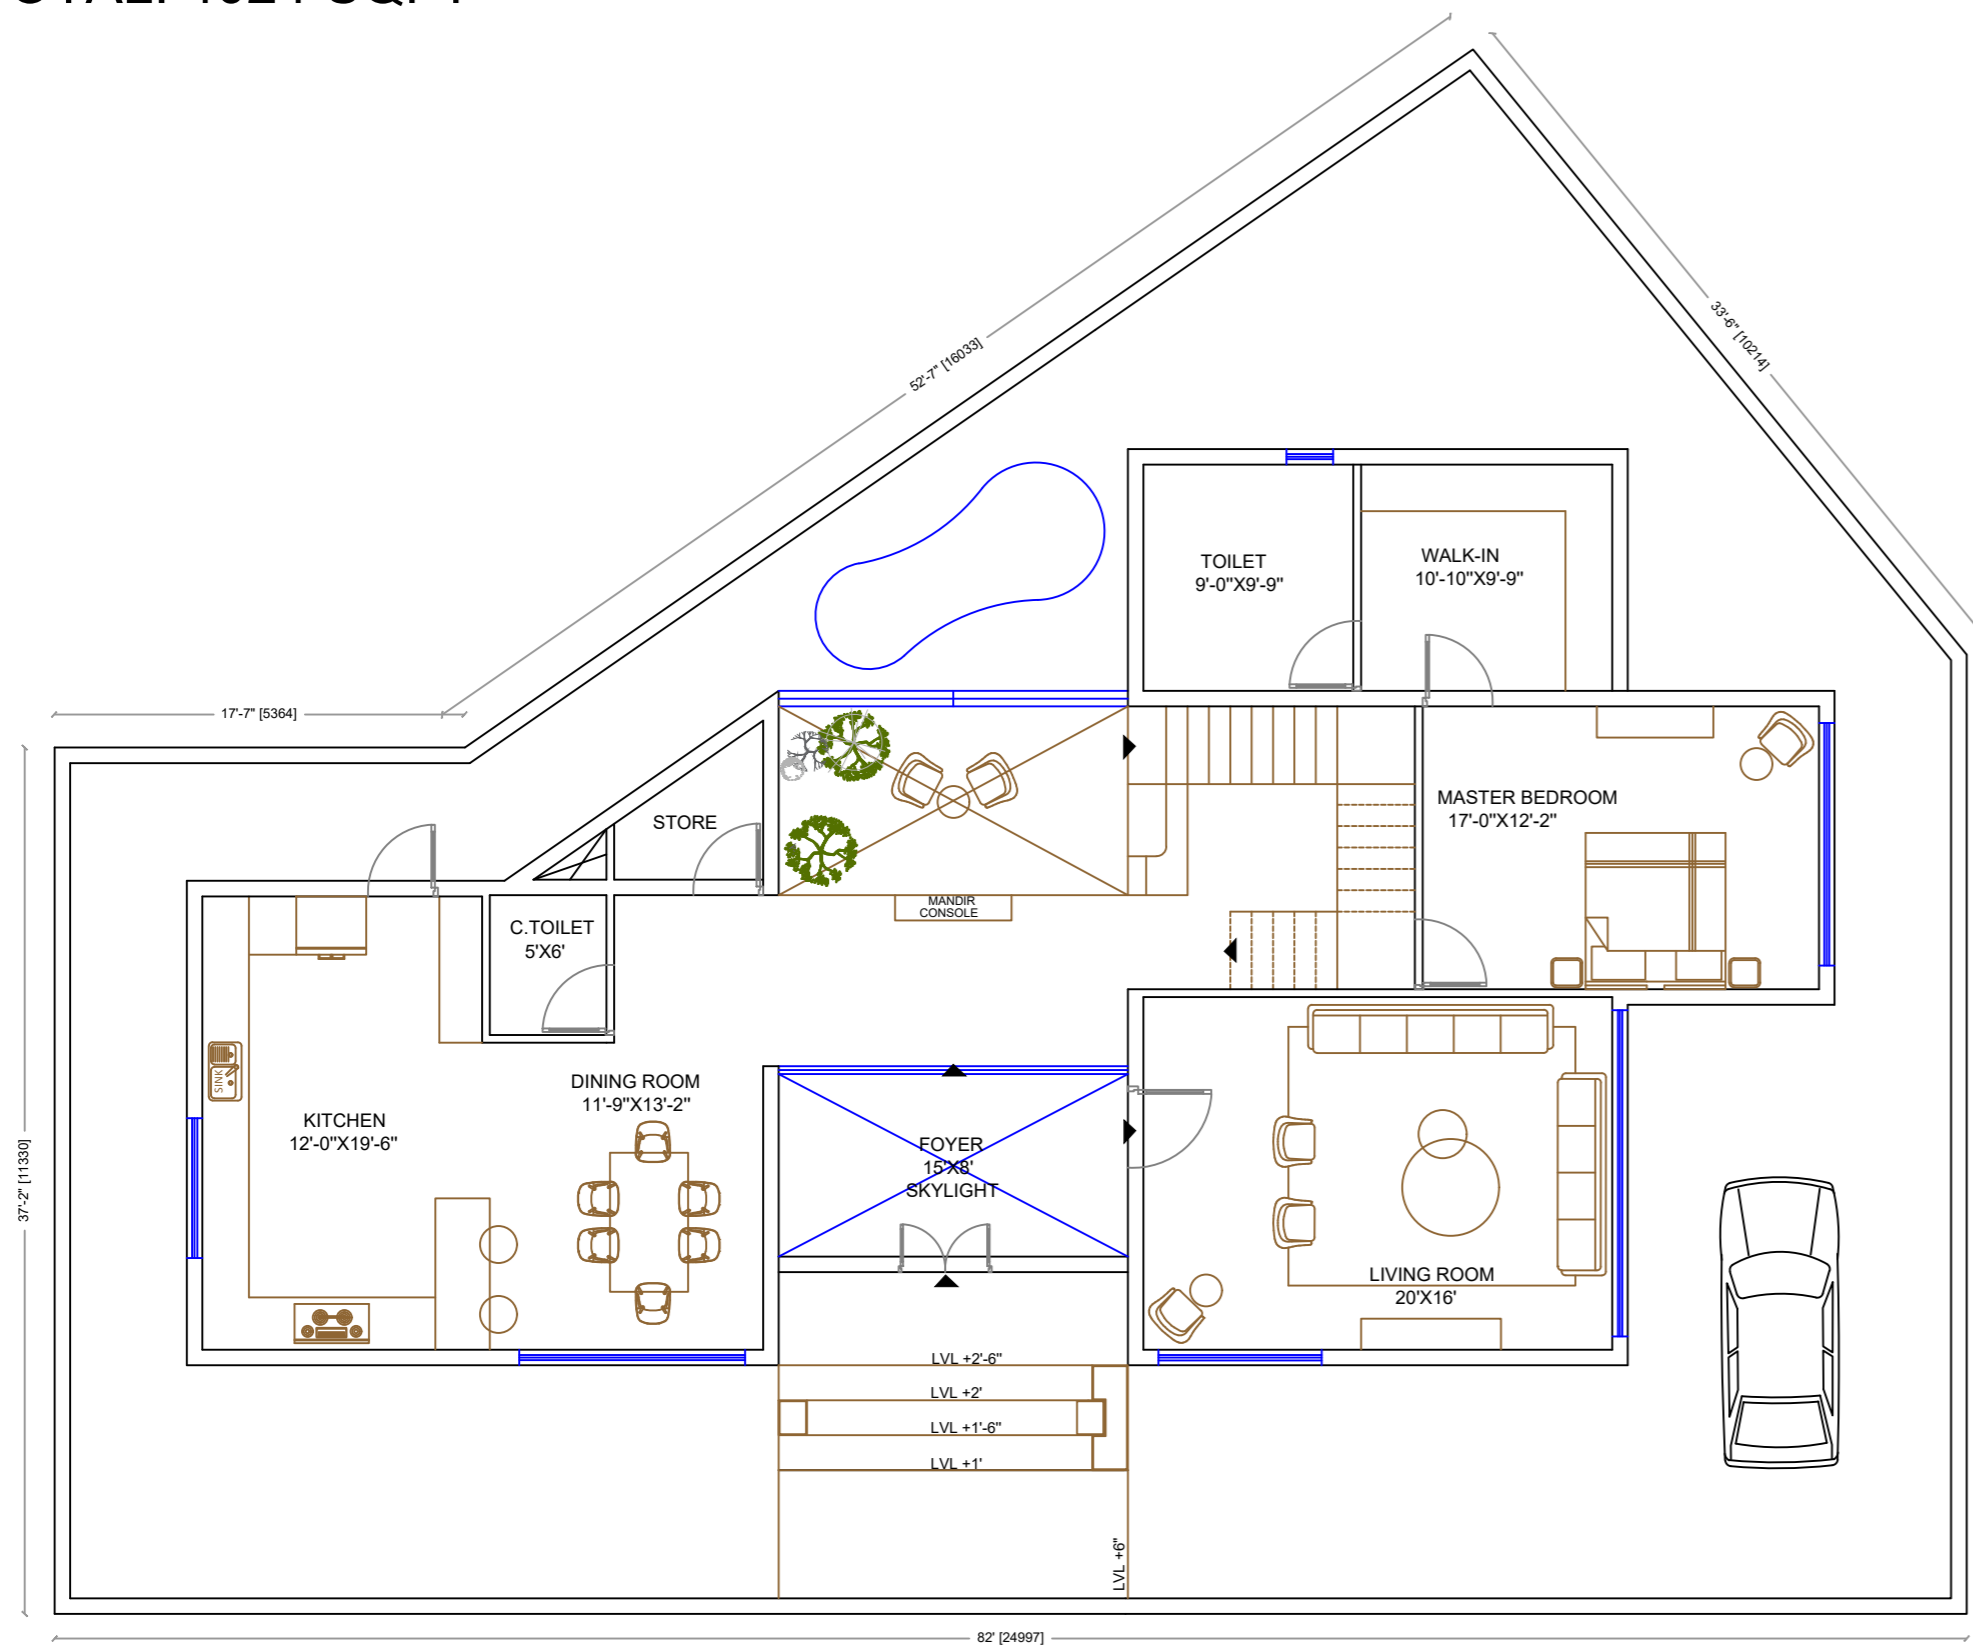 52'-7" [16033]
33'-6" [10214]
17'-7" [5364]
37'-2" [11330]
82' [24997]
TOILET
9'-0"X9'-9"
WALK-IN
10'-10"X9'-9"
STORE
MASTER BEDROOM
17'-0"X12'-2"
MANDIR
CONSOLE
C.TOILET
5'X6'
SINK
DINING ROOM
11'-9"X13'-2"
KITCHEN
12'-0"X19'-6"
FOYER
15'X8'
SKYLIGHT
LIVING ROOM
20'X16'
LVL +2'-6"
LVL +2'
LVL +1'-6"
LVL +1'
LVL +6"